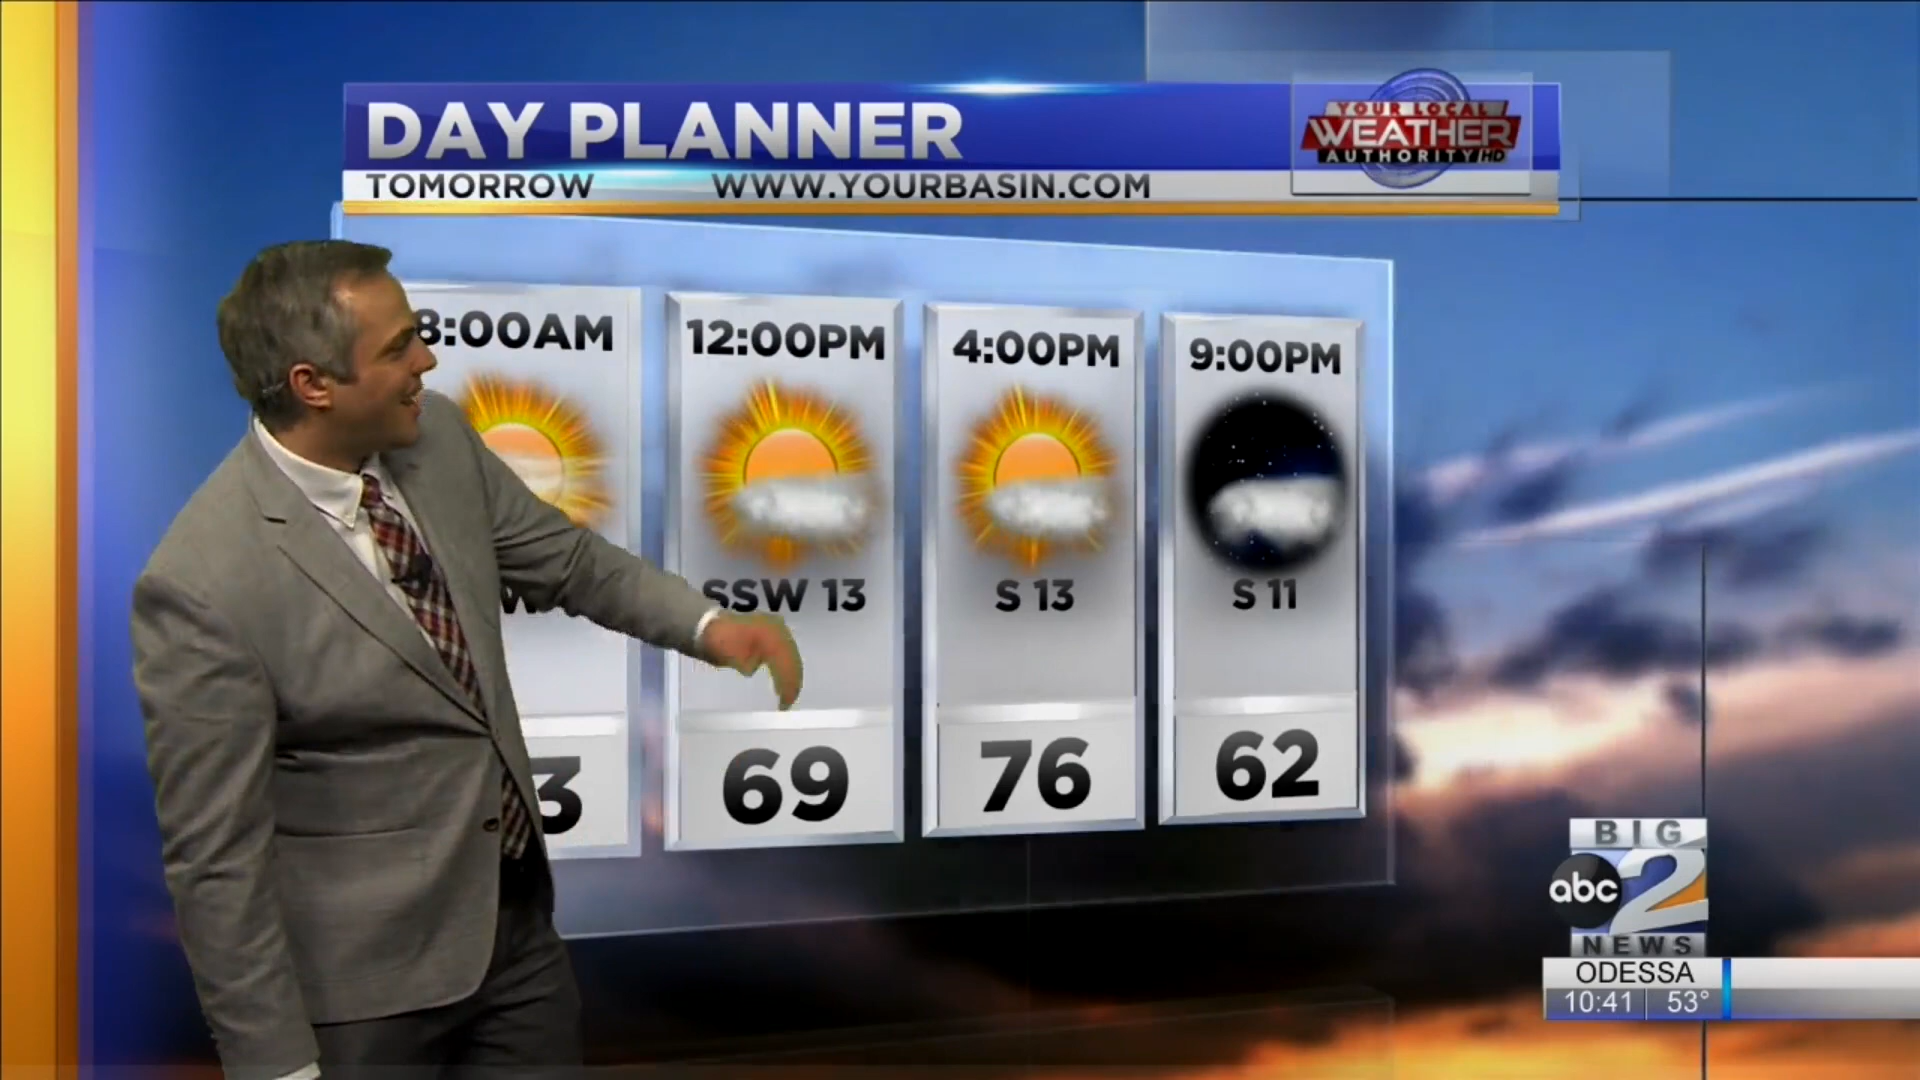 DAY PLANNER
TOMORROW WWW.YOURBASIN.COM
YOUR LOCAL
WEATHER
AUTHORITY HD
8:00AM 12:00PM 4:00PM 9:00PM
SSW 13 S 13 S 11
69 76 62
BIG
abc 2
NEWS
ODESSA
10:41 53°